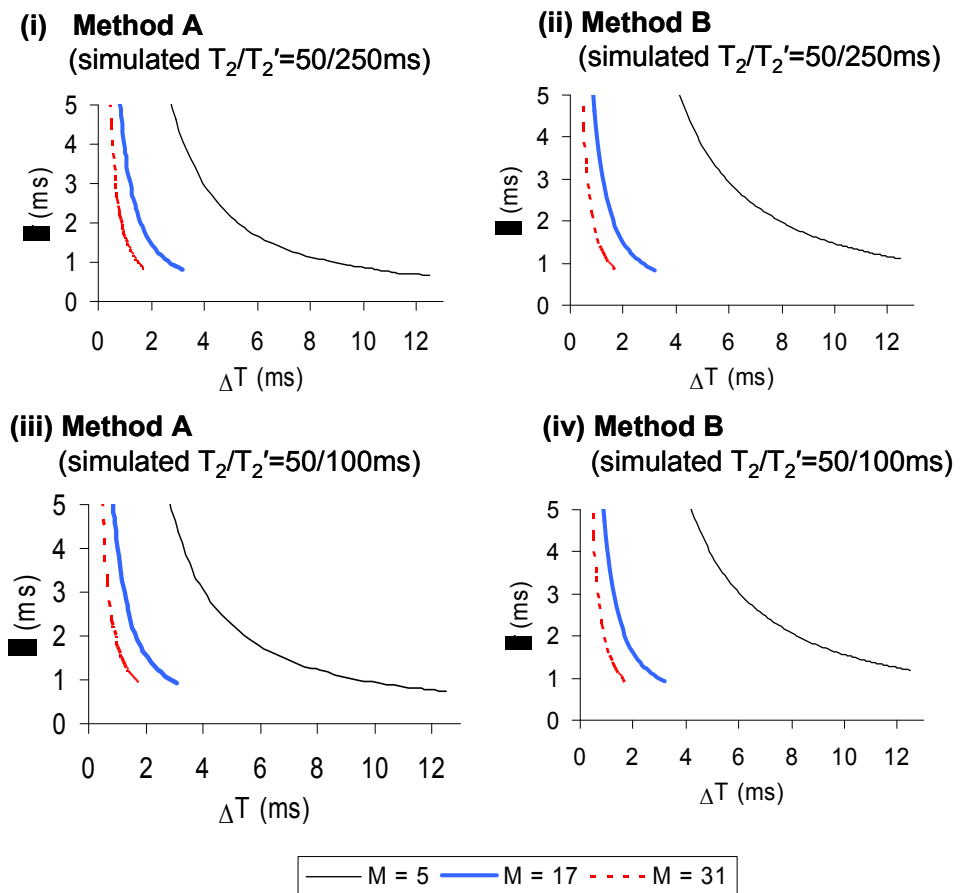 (i) Method A
(simulated T₂/T₂′=50/250ms)
5
4
3
2
1
0
(ms)
0 2 4 6 8 10 12
ΔT (ms)
(ii) Method B
(simulated T₂/T₂′=50/250ms)
5
4
3
2
1
0
(ms)
0 2 4 6 8 10 12
ΔT (ms)
(iii) Method A
(simulated T₂/T₂′=50/100ms)
5
4
3
2
1
0
(ms)
0 2 4 6 8 10 12
ΔT (ms)
(iv) Method B
(simulated T₂/T₂′=50/100ms)
5
4
3
2
1
0
(ms)
0 2 4 6 8 10 12
ΔT (ms)
M = 5 M = 17 M = 31